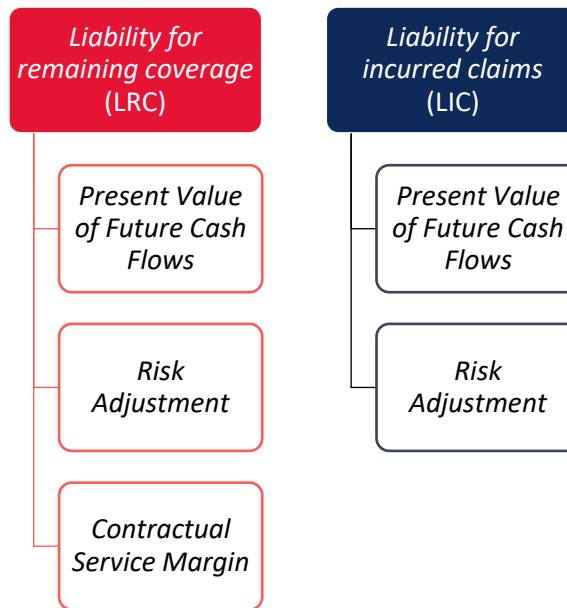 Liability for
remaining coverage
(LRC)
Present Value
of Future Cash
Flows
Risk
Adjustment
Contractual
Service Margin
Liability for
incurred claims
(LIC)
Present Value
of Future Cash
Flows
Risk
Adjustment